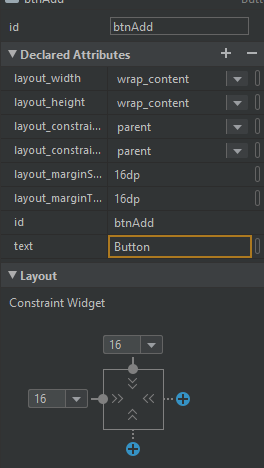 btnAdd
id btnAdd
Declared Attributes + −
layout_width wrap_content
layout_height wrap_content
layout_constrai... parent
layout_constrai... parent
layout_marginS... 16dp
layout_marginT... 16dp
id btnAdd
text Button
Layout
Constraint Widget
16
16